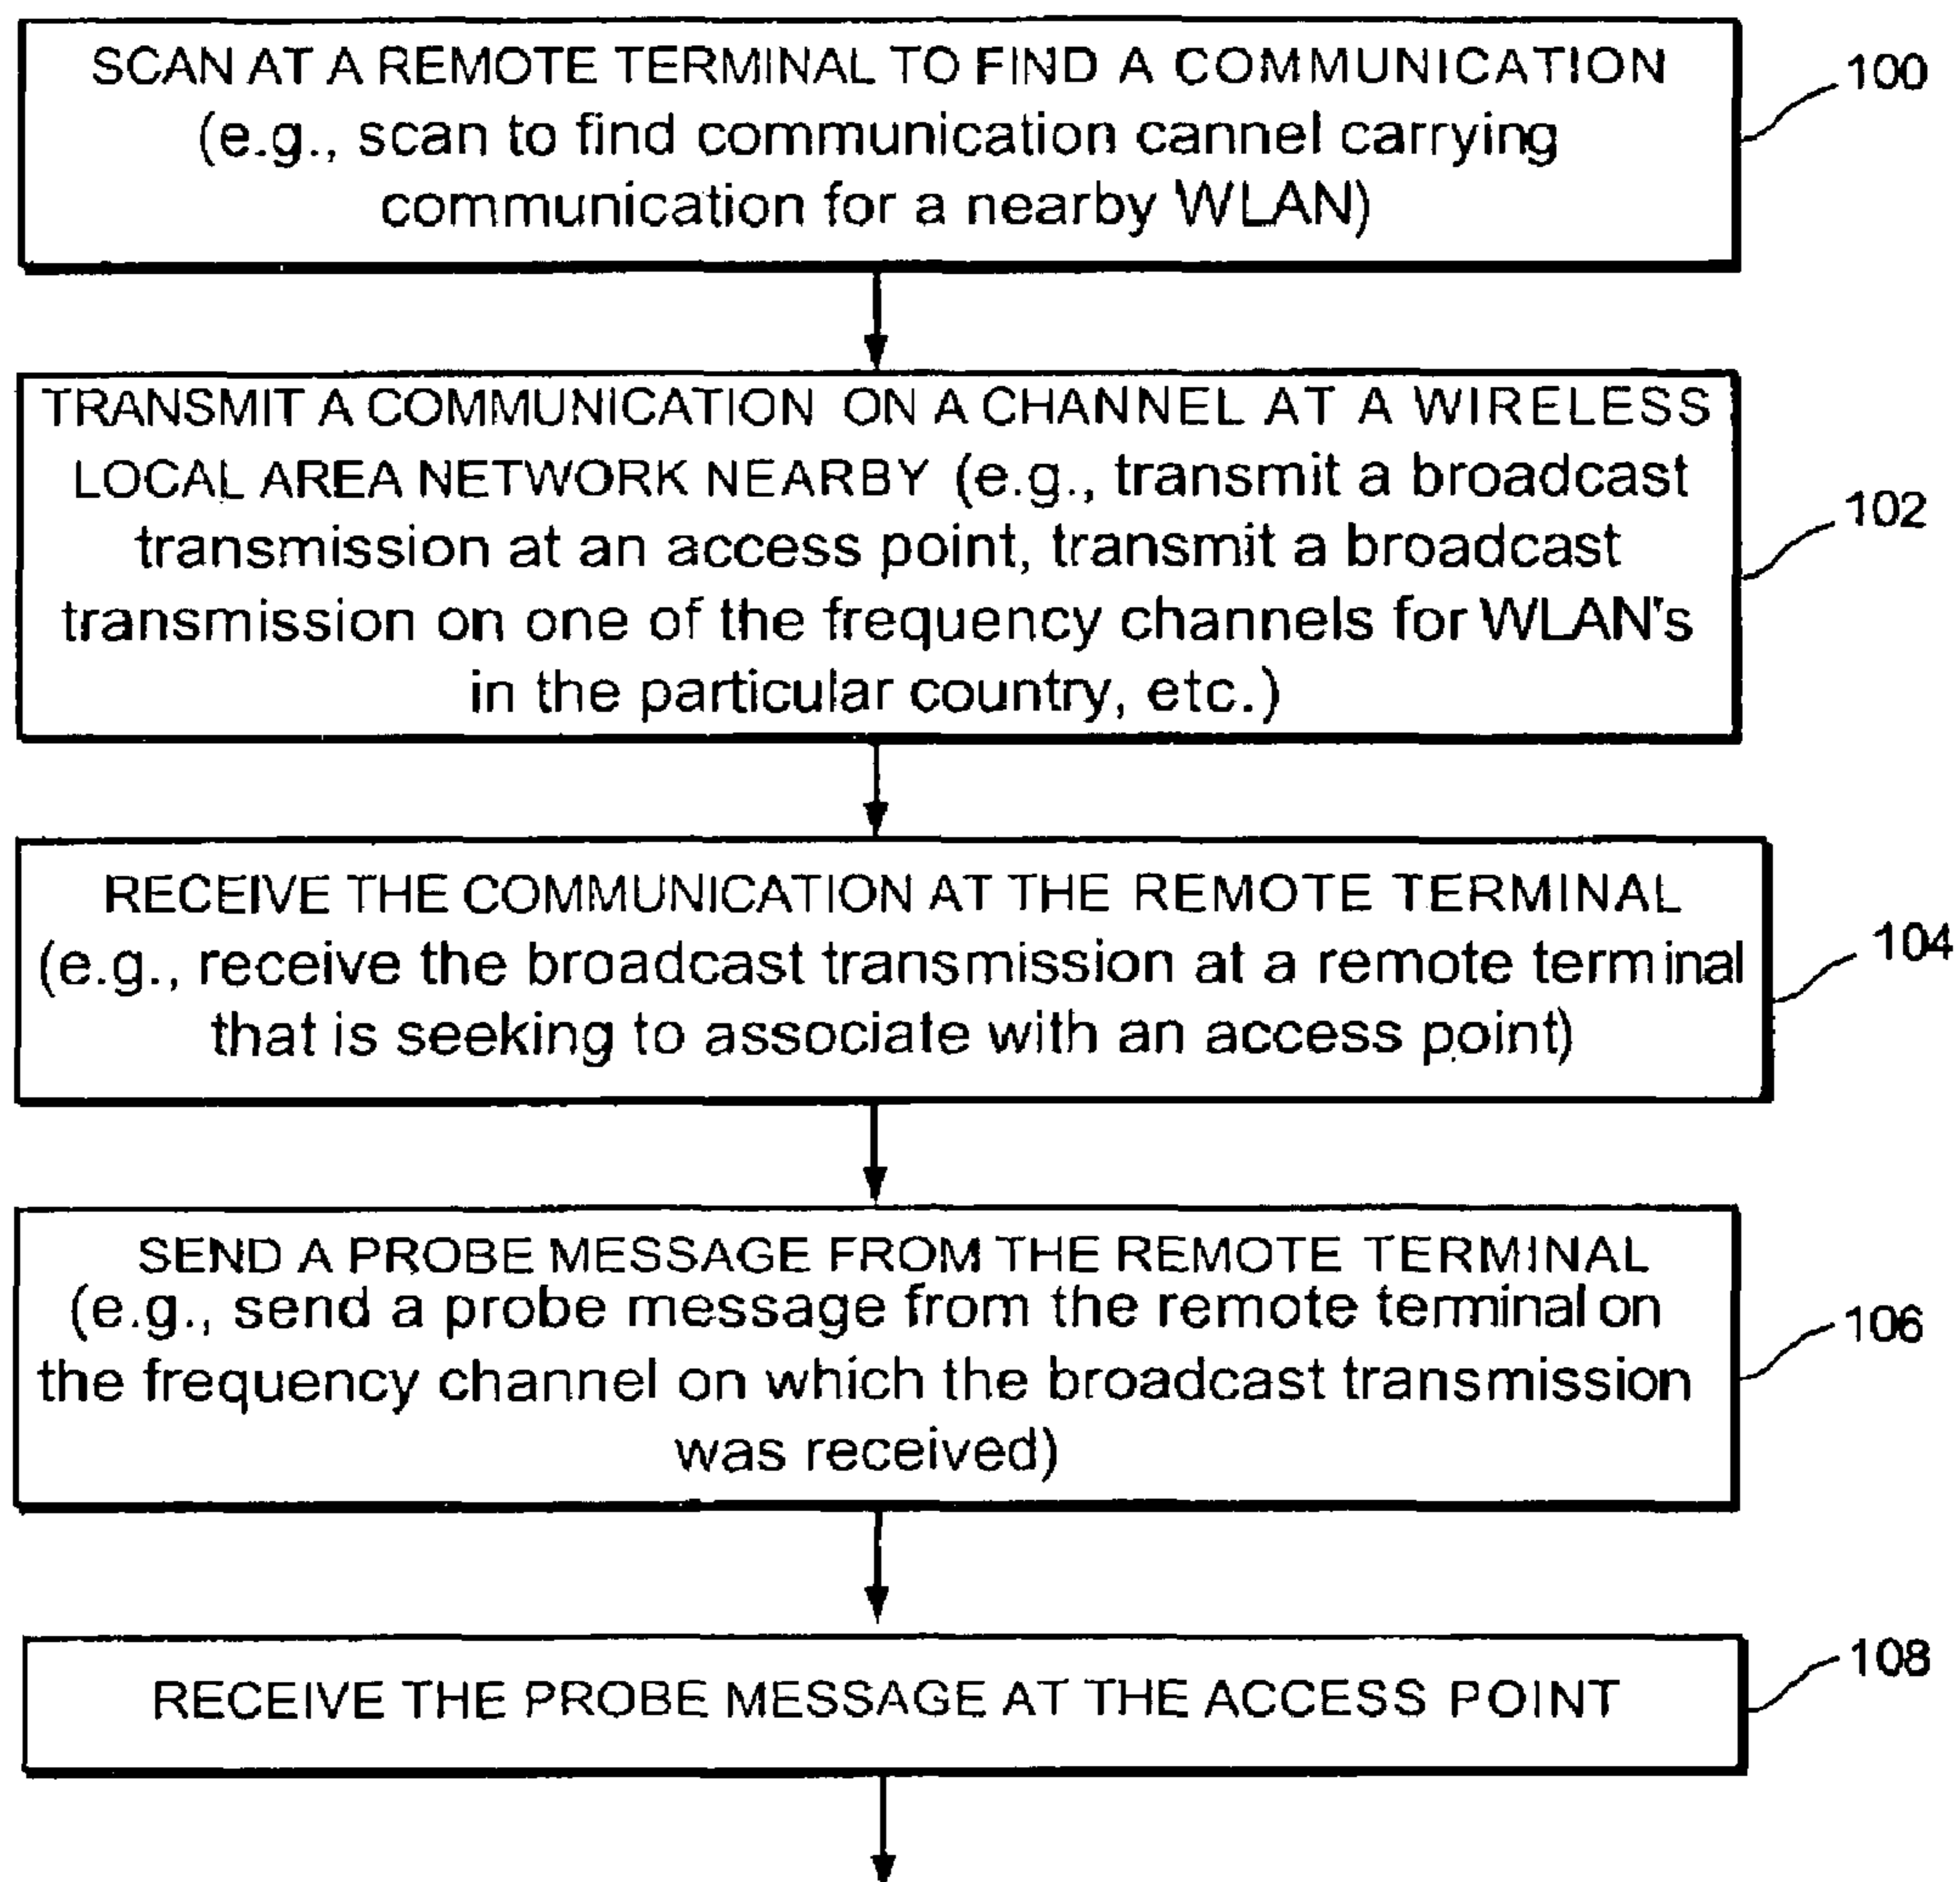 SCAN AT A REMOTE TERMINAL TO FIND A COMMUNICATION
(e.g., scan to find communication cannel carrying
communication for a nearby WLAN)
100
TRANSMIT A COMMUNICATION ON A CHANNEL AT A WIRELESS
LOCAL AREA NETWORK NEARBY (e.g., transmit a broadcast
transmission at an access point, transmit a broadcast
transmission on one of the frequency channels for WLAN's
in the particular country, etc.)
102
RECEIVE THE COMMUNICATION AT THE REMOTE TERMINAL
(e.g., receive the broadcast transmission at a remote terminal
that is seeking to associate with an access point)
104
SEND A PROBE MESSAGE FROM THE REMOTE TERMINAL
(e.g., send a probe message from the remote terminal on
the frequency channel on which the broadcast transmission
was received)
106
RECEIVE THE PROBE MESSAGE AT THE ACCESS POINT
108